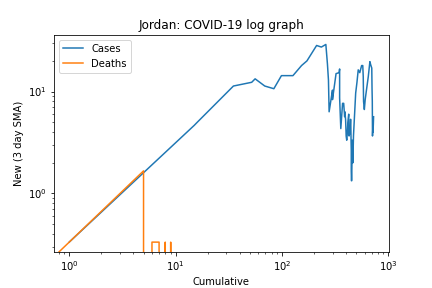 Jordan: COVID-19 log graph
Cases
Deaths
New (3 day SMA)
10¹
10⁰
10⁰
10¹
10²
10³
Cumulative